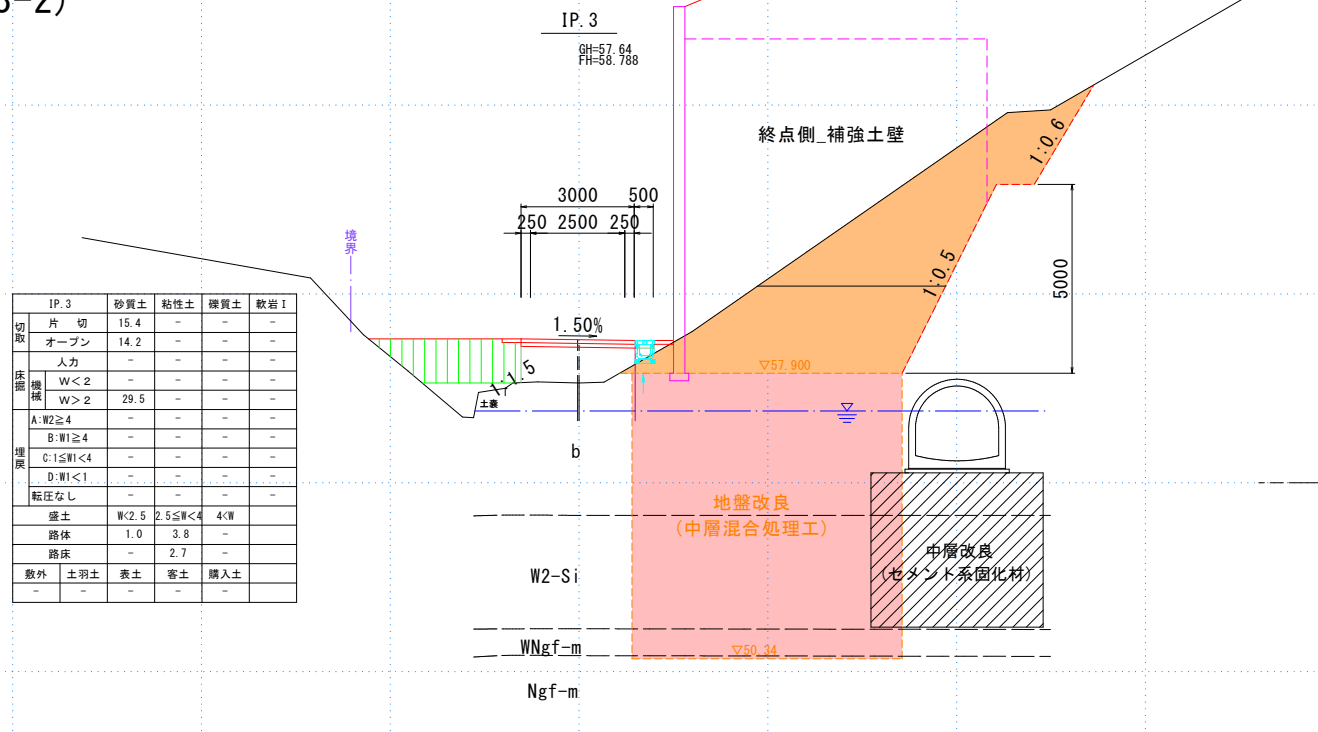 3-2)
IP.3
GH=57.64
FH=58.788
終点側_補強土壁
1:0.6
3000 500
250 2500 250
境界
1:0.5
5000
1.50%
▽57.900
1:1.5
土嚢
b
地盤改良
(中層混合処理工)
中層改良
(セメント系固化材)
W2-Si
WNgf-m
▽50.34
Ngf-m
IP.3 砂質土 粘性土 礫質土 軟岩Ⅰ
切取 片 切 15.4 - - -
オープン 14.2 - - -
床掘 人力 - - - -
機械 W<2 - - - -
W>2 29.5 - - -
埋戻 A:W2≧4 - - - -
B:W1≧4 - - - -
C:1≦W1<4 - - - -
D:W1<1 - - - -
転圧なし - - - -
盛土 W<2.5 2.5≦W<4 4<W
路体 1.0 3.8 -
路床 - 2.7 -
敷外 土羽土 表土 客土 購入土
- - - - -